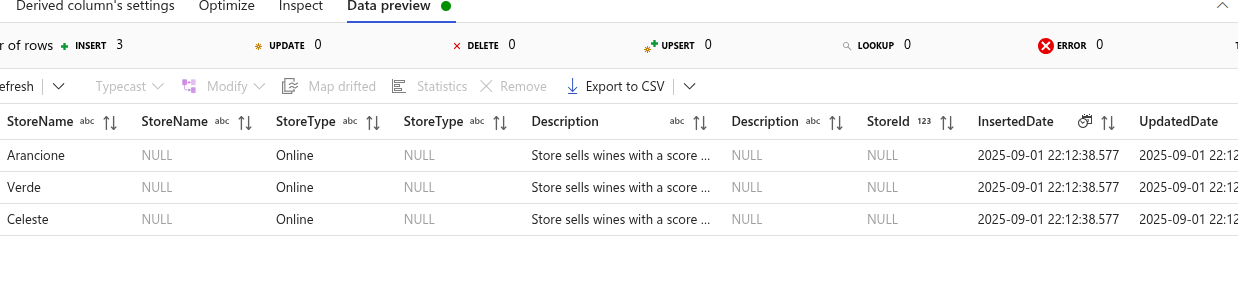 Derived column's settings Optimize Inspect Data preview
r of rows INSERT 3 UPDATE 0 DELETE 0 UPSERT 0 LOOKUP 0 ERROR 0 T
efresh Typecast Modify Map drifted Statistics Remove Export to CSV
StoreName abc StoreName abc StoreType abc StoreType abc Description abc Description abc StoreId 123 InsertedDate UpdatedDate
Arancione NULL Online NULL Store sells wines with a score ... NULL NULL 2025-09-01 22:12:38.577 2025-09-01 22:12
Verde NULL Online NULL Store sells wines with a score ... NULL NULL 2025-09-01 22:12:38.577 2025-09-01 22:12
Celeste NULL Online NULL Store sells wines with a score ... NULL NULL 2025-09-01 22:12:38.577 2025-09-01 22:12